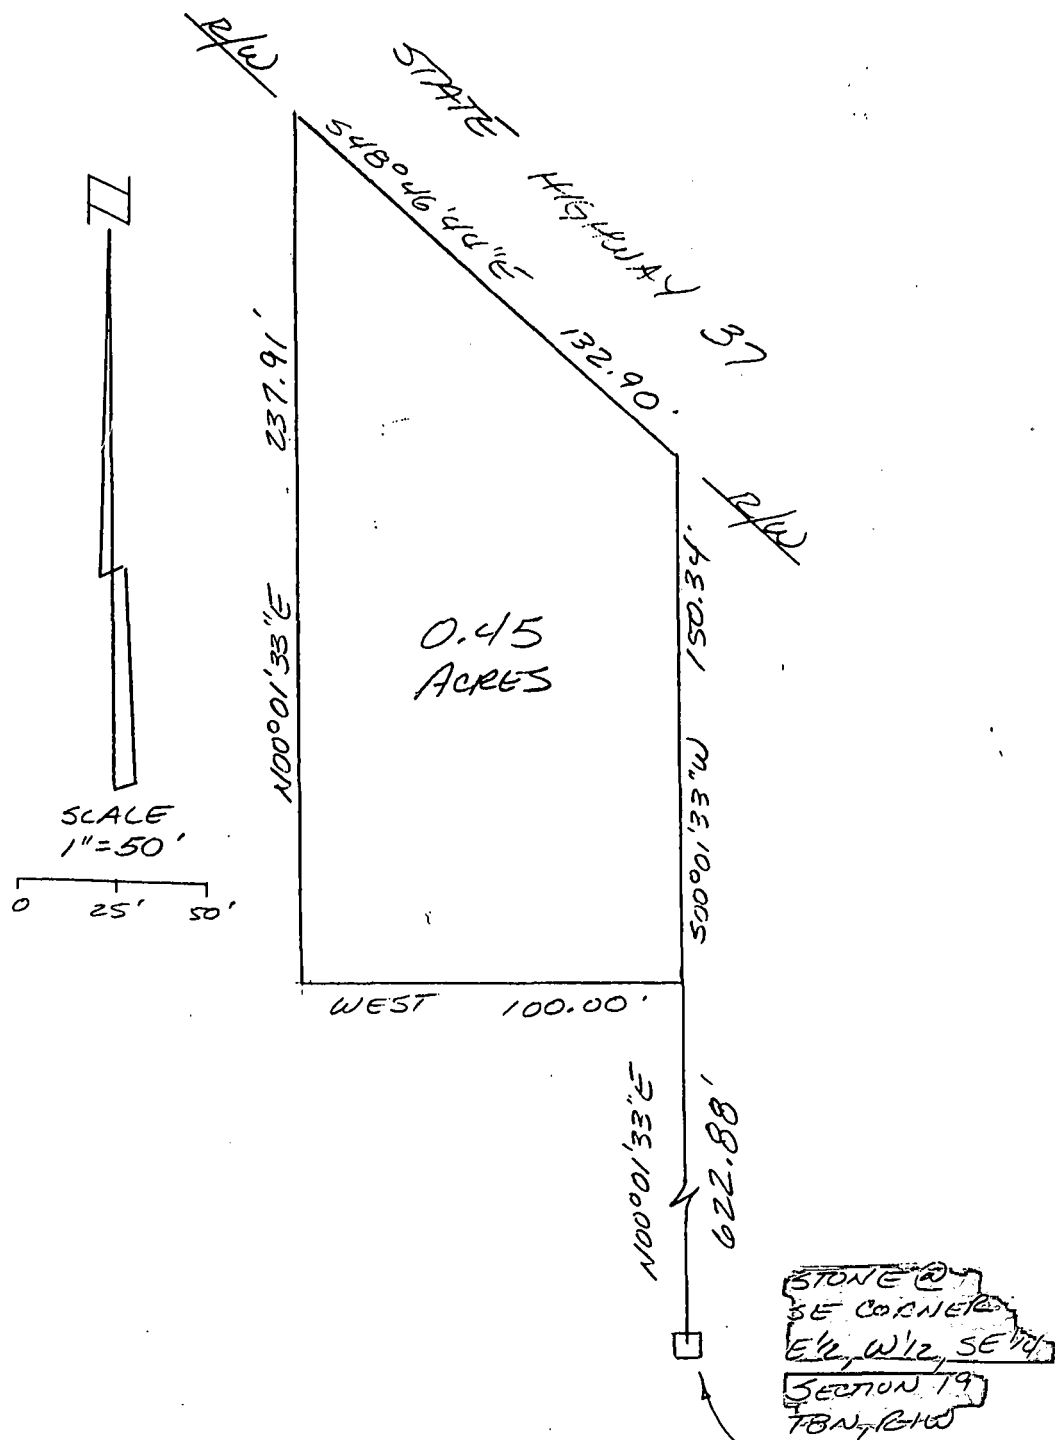 R/W
STATE
HIGHWAY 37
S48°46'44"E
132.90'
R/W
237.91'
N00°01'33"E
0.45
ACRES
150.34'
S00°01'33"W
SCALE
1"=50'
0 25' 50'
WEST 100.00'
N00°01'33"E
622.88'
STONE @
SE CORNER
E1/2, W1/2, SE 1/4
SECTION 19